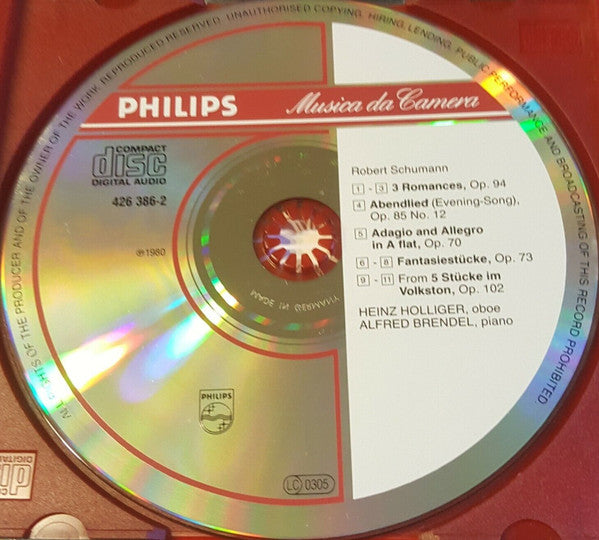 ALL RIGHTS OF THE PRODUCER AND OF THE OWNER OF THE WORK REPRODUCED RESERVED. UNAUTHORISED COPYING, HIRING, LENDING, PUBLIC PERFORMANCE AND BROADCASTING OF THIS RECORD PROHIBITED.
PHILIPS
Musica da Camera
COMPACT
disc
DIGITAL AUDIO
426 386-2
℗1980
Robert Schumann
1 - 3 3 Romances, Op. 94
4 Abendlied (Evening-Song),
Op. 85 No. 12
5 Adagio and Allegro
in A flat, Op. 70
6 - 8 Fantasiestücke, Op. 73
9 - 11 From 5 Stücke im
Volkston, Op. 102
HEINZ HOLLIGER, oboe
ALFRED BRENDEL, piano
MADE IN W.GERMANY
PHILIPS
LC 0305
DIGITAL